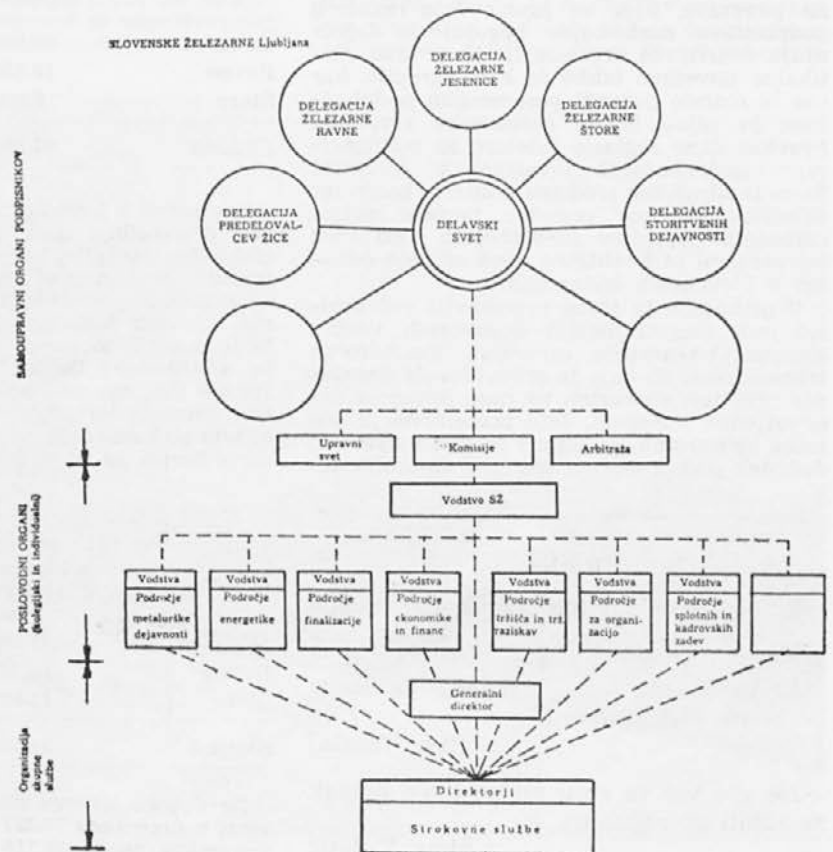 SLOVENSKE ŽELEZARNE Ljubljana
DELEGACIJA
ŽELEZARNE
JESENICE
DELEGACIJA
ŽELEZARNE
RAVNE
DELEGACIJA
ŽELEZARNE
ŠTORE
DELEGACIJA
PREDELOVAL-
CEV ŽICE
DELAVSKI
SVET
DELEGACIJA
STORITVENIH
DEJAVNOSTI
SAMOUPRAVNI ORGANI PODPISNIKOV
Upravni
svet
Komisije
Arbitraža
Vodstvo SŽ
POSLOVODNI ORGANI
(kolegijski in individualni)
Vodstva
Področje
metalurške
dejavnosti
Vodstva
Področje
energetike
Vodstva
Področje
finalizacije
Vodstva
Področje
ekonomike
in financ
Vodstva
Področje
tržišča in trž.
raziskav
Vodstva
Področje
za organi-
zacijo
Vodstva
Področje
splošnih in
kadrovskih
zadev
Generalni
direktor
Organizacija
skupne
službe
Direktorji
Strokovne službe